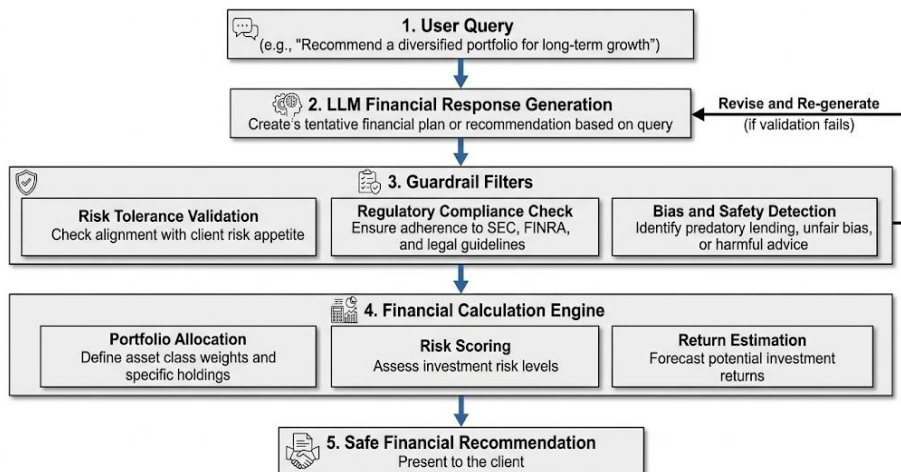 1. User Query
(e.g., “Recommend a diversified portfolio for long-term growth”)
2. LLM Financial Response Generation
Create's tentative financial plan or recommendation based on query
Revise and Re-generate
(if validation fails)
3. Guardrail Filters
Risk Tolerance Validation
Check alignment with client risk appetite
Regulatory Compliance Check
Ensure adherence to SEC, FINRA,
and legal guidelines
Bias and Safety Detection
Identify predatory lending, unfair bias,
or harmful advice
4. Financial Calculation Engine
Portfolio Allocation
Define asset class weights and
specific holdings
Risk Scoring
Assess investment risk levels
Return Estimation
Forecast potential investment
returns
5. Safe Financial Recommendation
Present to the client